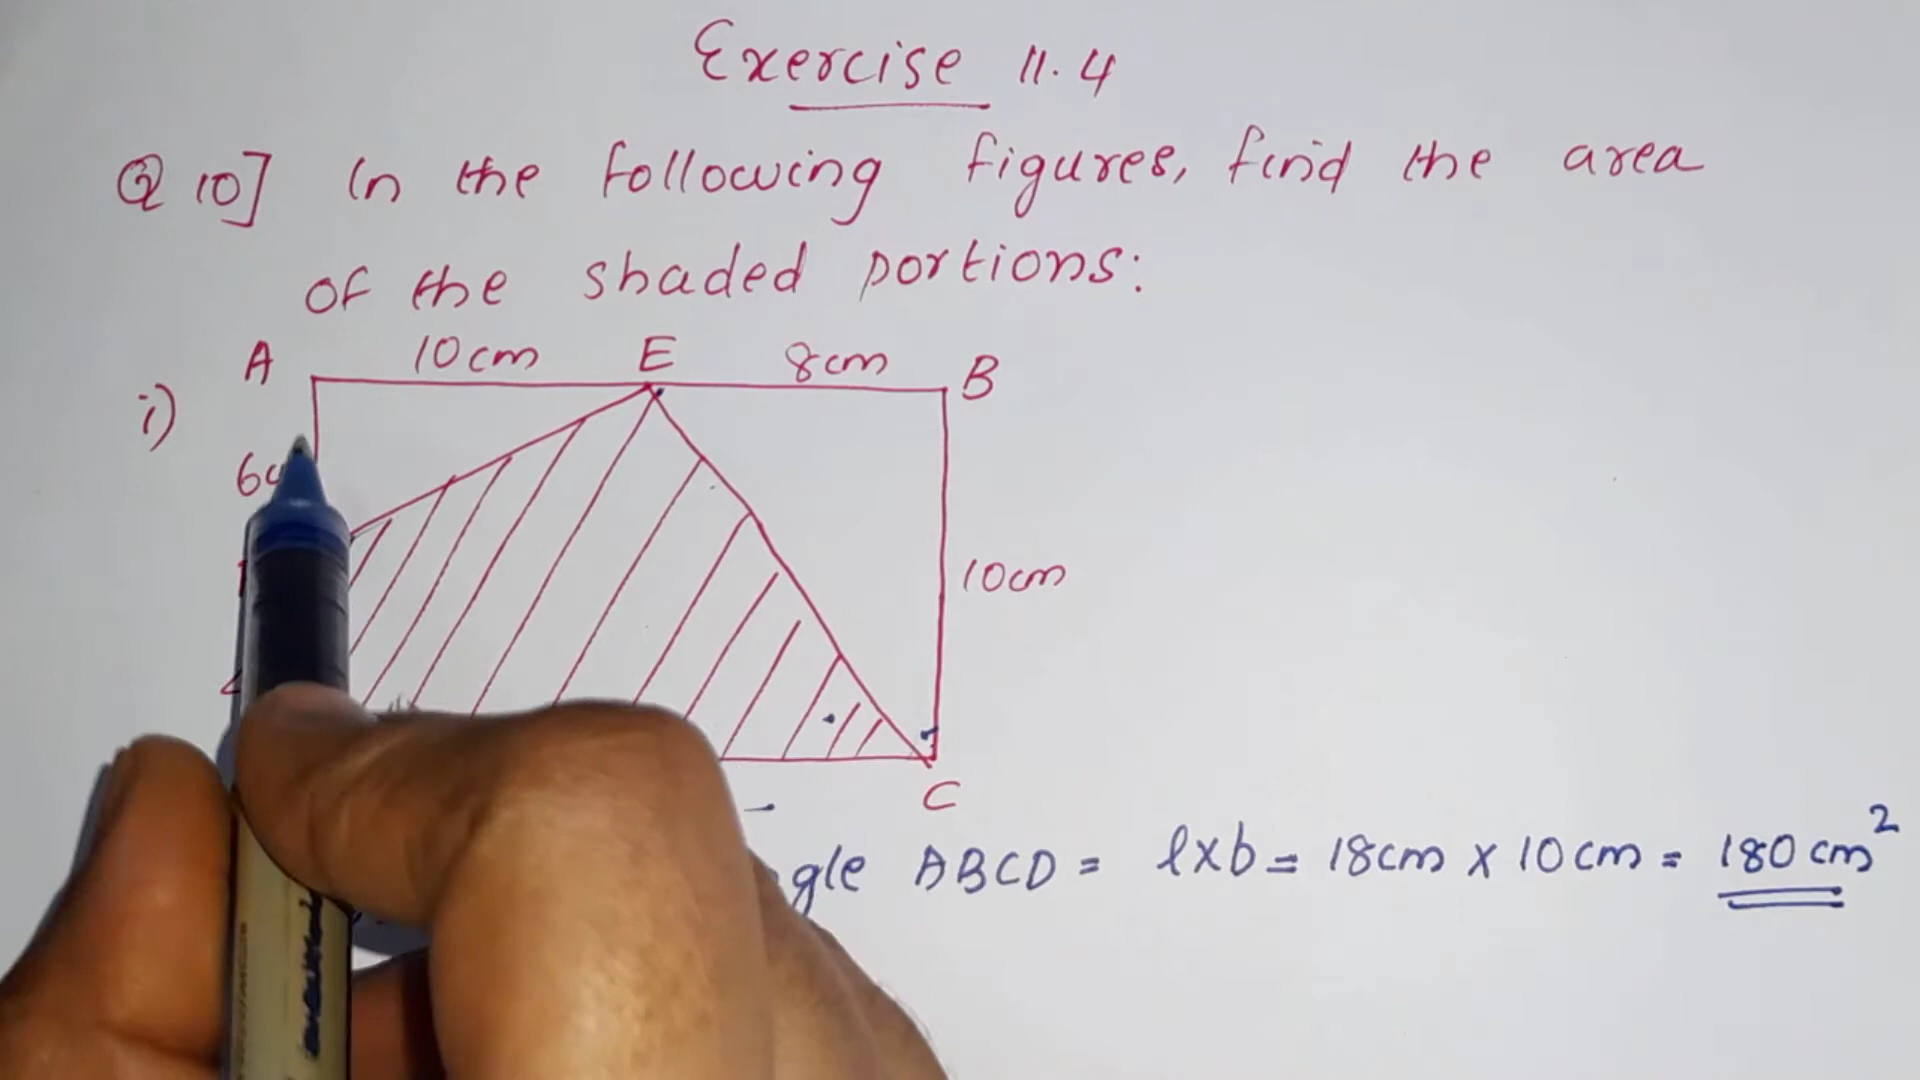 Exercise 11.4
Q 10] In the following figures, find the area
of the shaded portions:
i) A 10cm E 8cm B
10cm
C
ABCD = l×b = 18cm × 10cm = 180 cm²